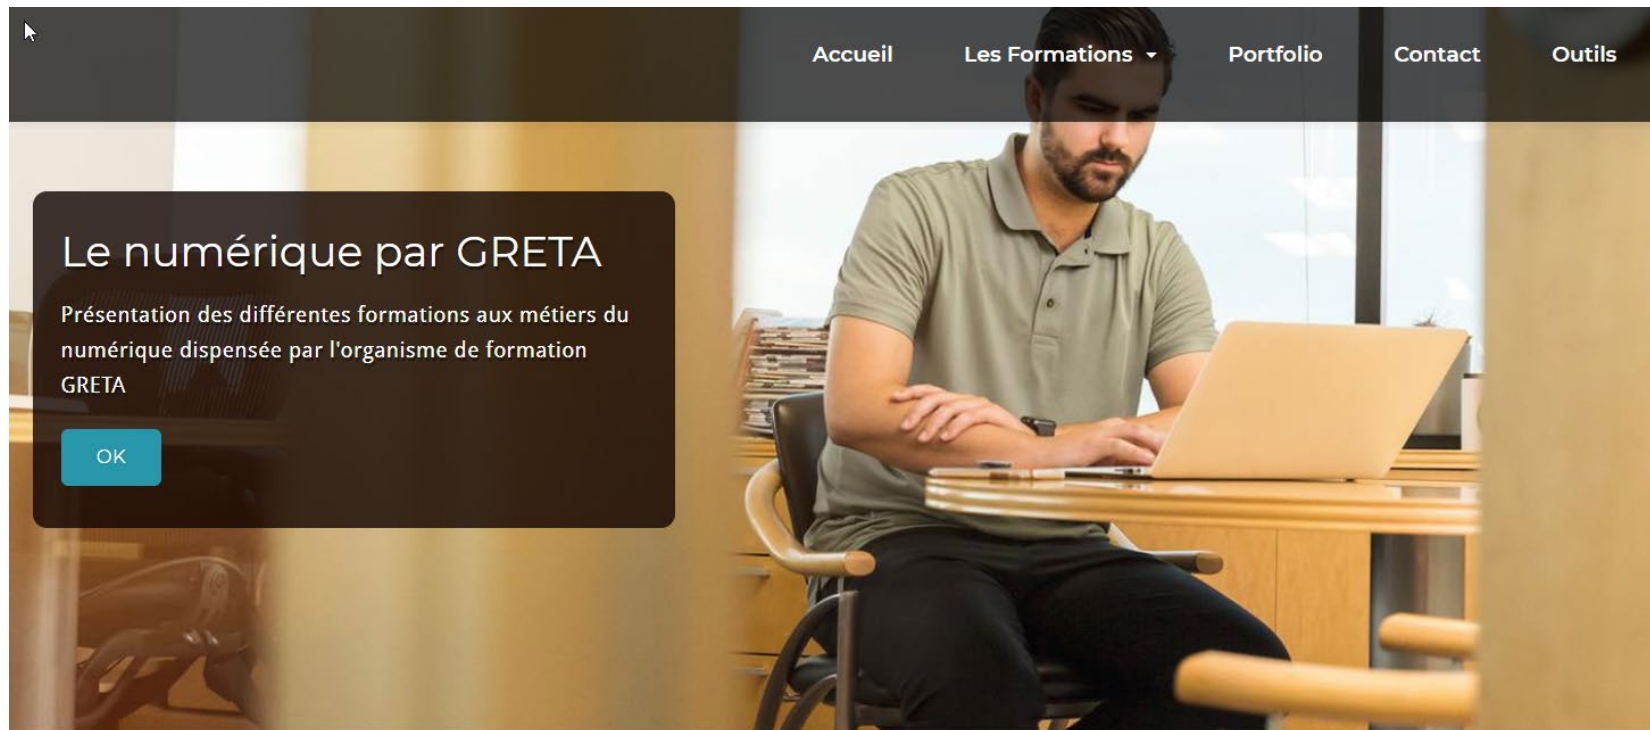 Accueil Les Formations Portfolio Contact Outils
Le numérique par GRETA
Présentation des différentes formations aux métiers du
numérique dispensée par l'organisme de formation
GRETA
OK